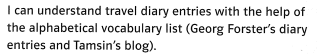 I can understand travel diary entries with the help of
the alphabetical vocabulary list (Georg Forster's diary
entries and Tamsin's blog).